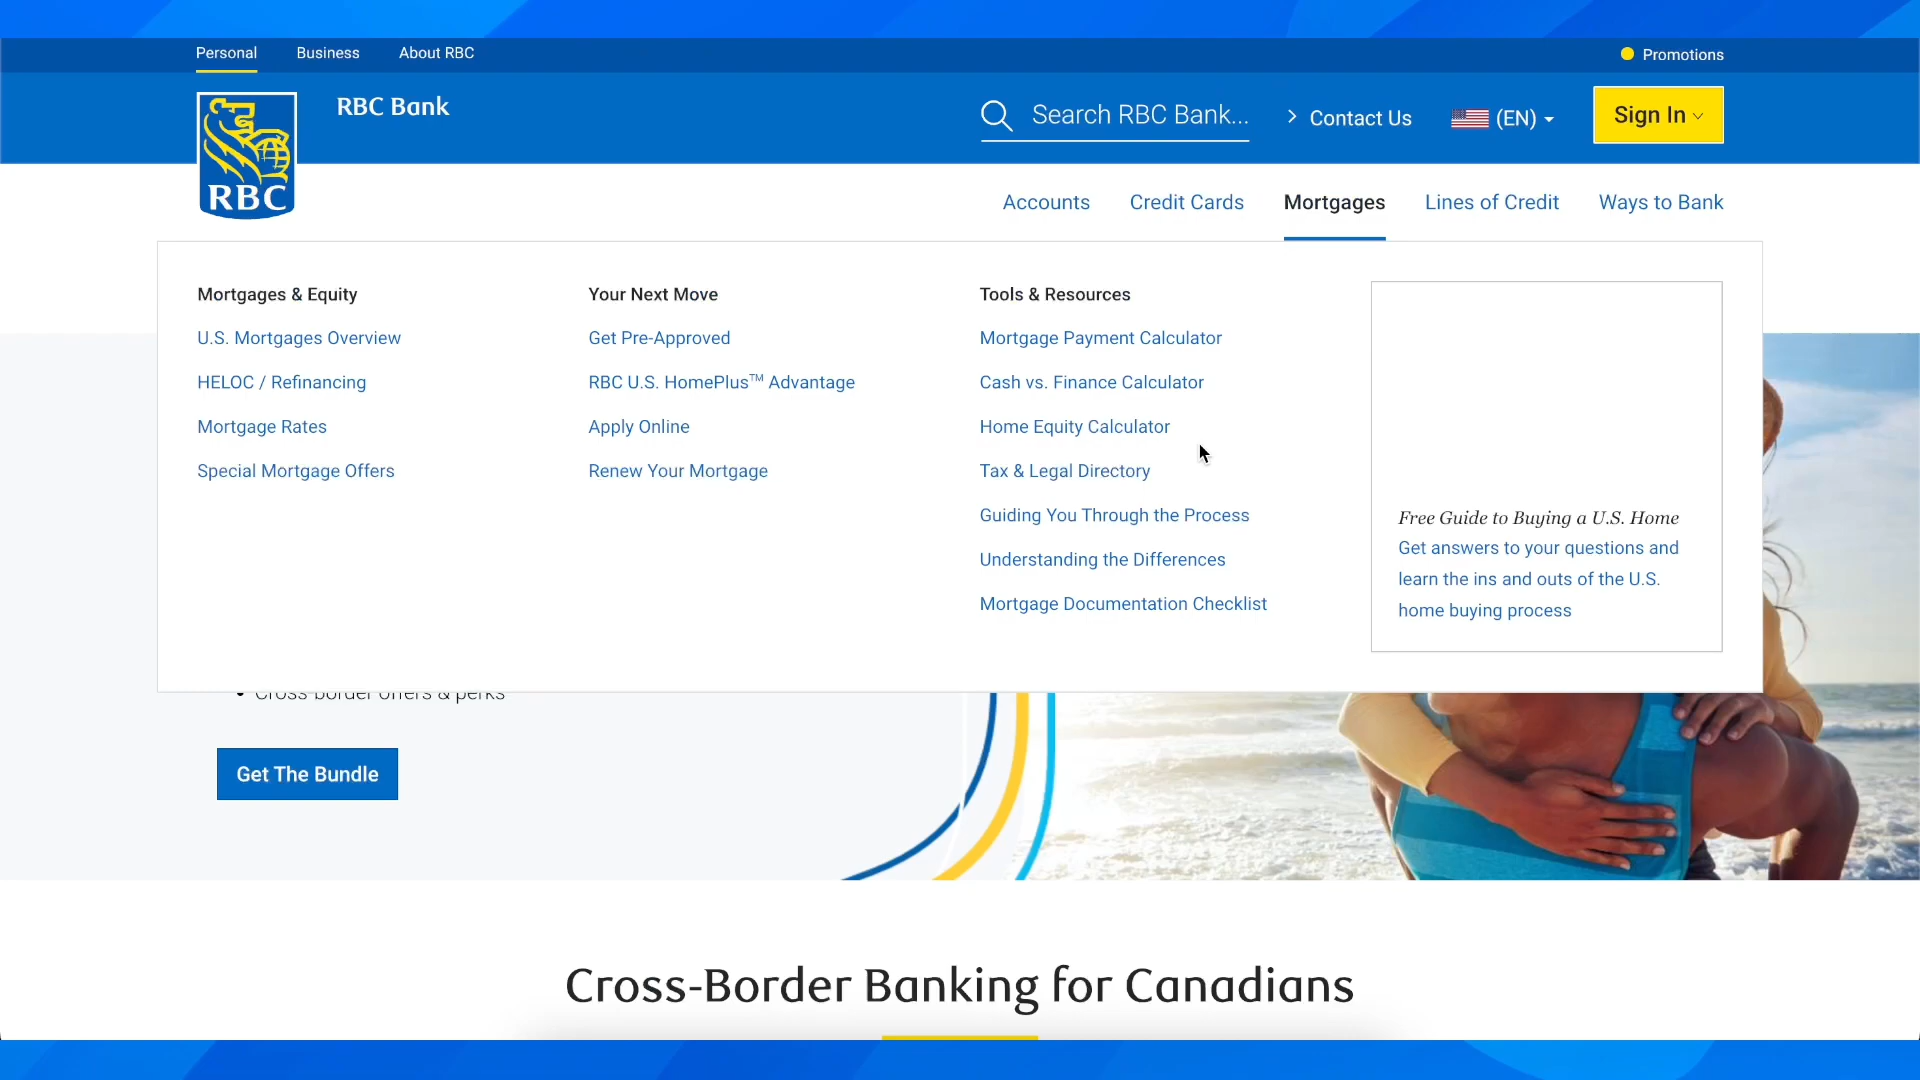 Personal
Business
About RBC
Promotions
RBC
RBC Bank
Search RBC Bank...
Contact Us
(EN)
Sign In
Accounts
Credit Cards
Mortgages
Lines of Credit
Ways to Bank
Mortgages & Equity
U.S. Mortgages Overview
HELOC / Refinancing
Mortgage Rates
Special Mortgage Offers
Your Next Move
Get Pre-Approved
RBC U.S. HomePlus™ Advantage
Apply Online
Renew Your Mortgage
Tools & Resources
Mortgage Payment Calculator
Cash vs. Finance Calculator
Home Equity Calculator
Tax & Legal Directory
Guiding You Through the Process
Understanding the Differences
Mortgage Documentation Checklist
Free Guide to Buying a U.S. Home
Get answers to your questions and
learn the ins and outs of the U.S.
home buying process
• Cross-border offers & perks
Get The Bundle
Cross-Border Banking for Canadians